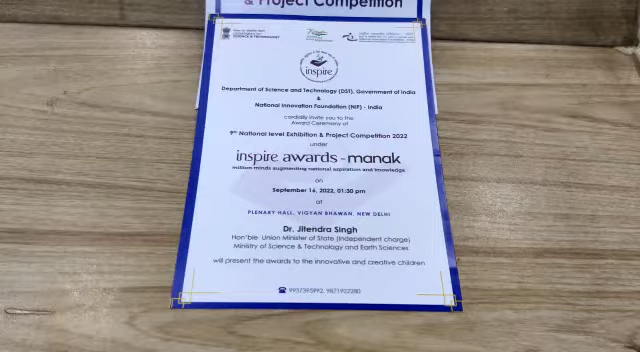 & Project Competition
DEPARTMENT OF
SCIENCE & TECHNOLOGY
inspire
Department of Science and Technology (DST), Government of India
&
National Innovation Foundation (NIF) - India
cordially invite you to the
Award Ceremony of
9th National level Exhibition & Project Competition 2022
under
inspire awards - manak
million minds augmenting national aspiration and knowledge
on
September 16, 2022, 01:30 pm
at
PLENARY HALL, VIGYAN BHAWAN, NEW DELHI
Dr. Jitendra Singh
Hon'ble Union Minister of State (Independent charge)
Ministry of Science & Technology and Earth Sciences
will present the awards to the innovative and creative children